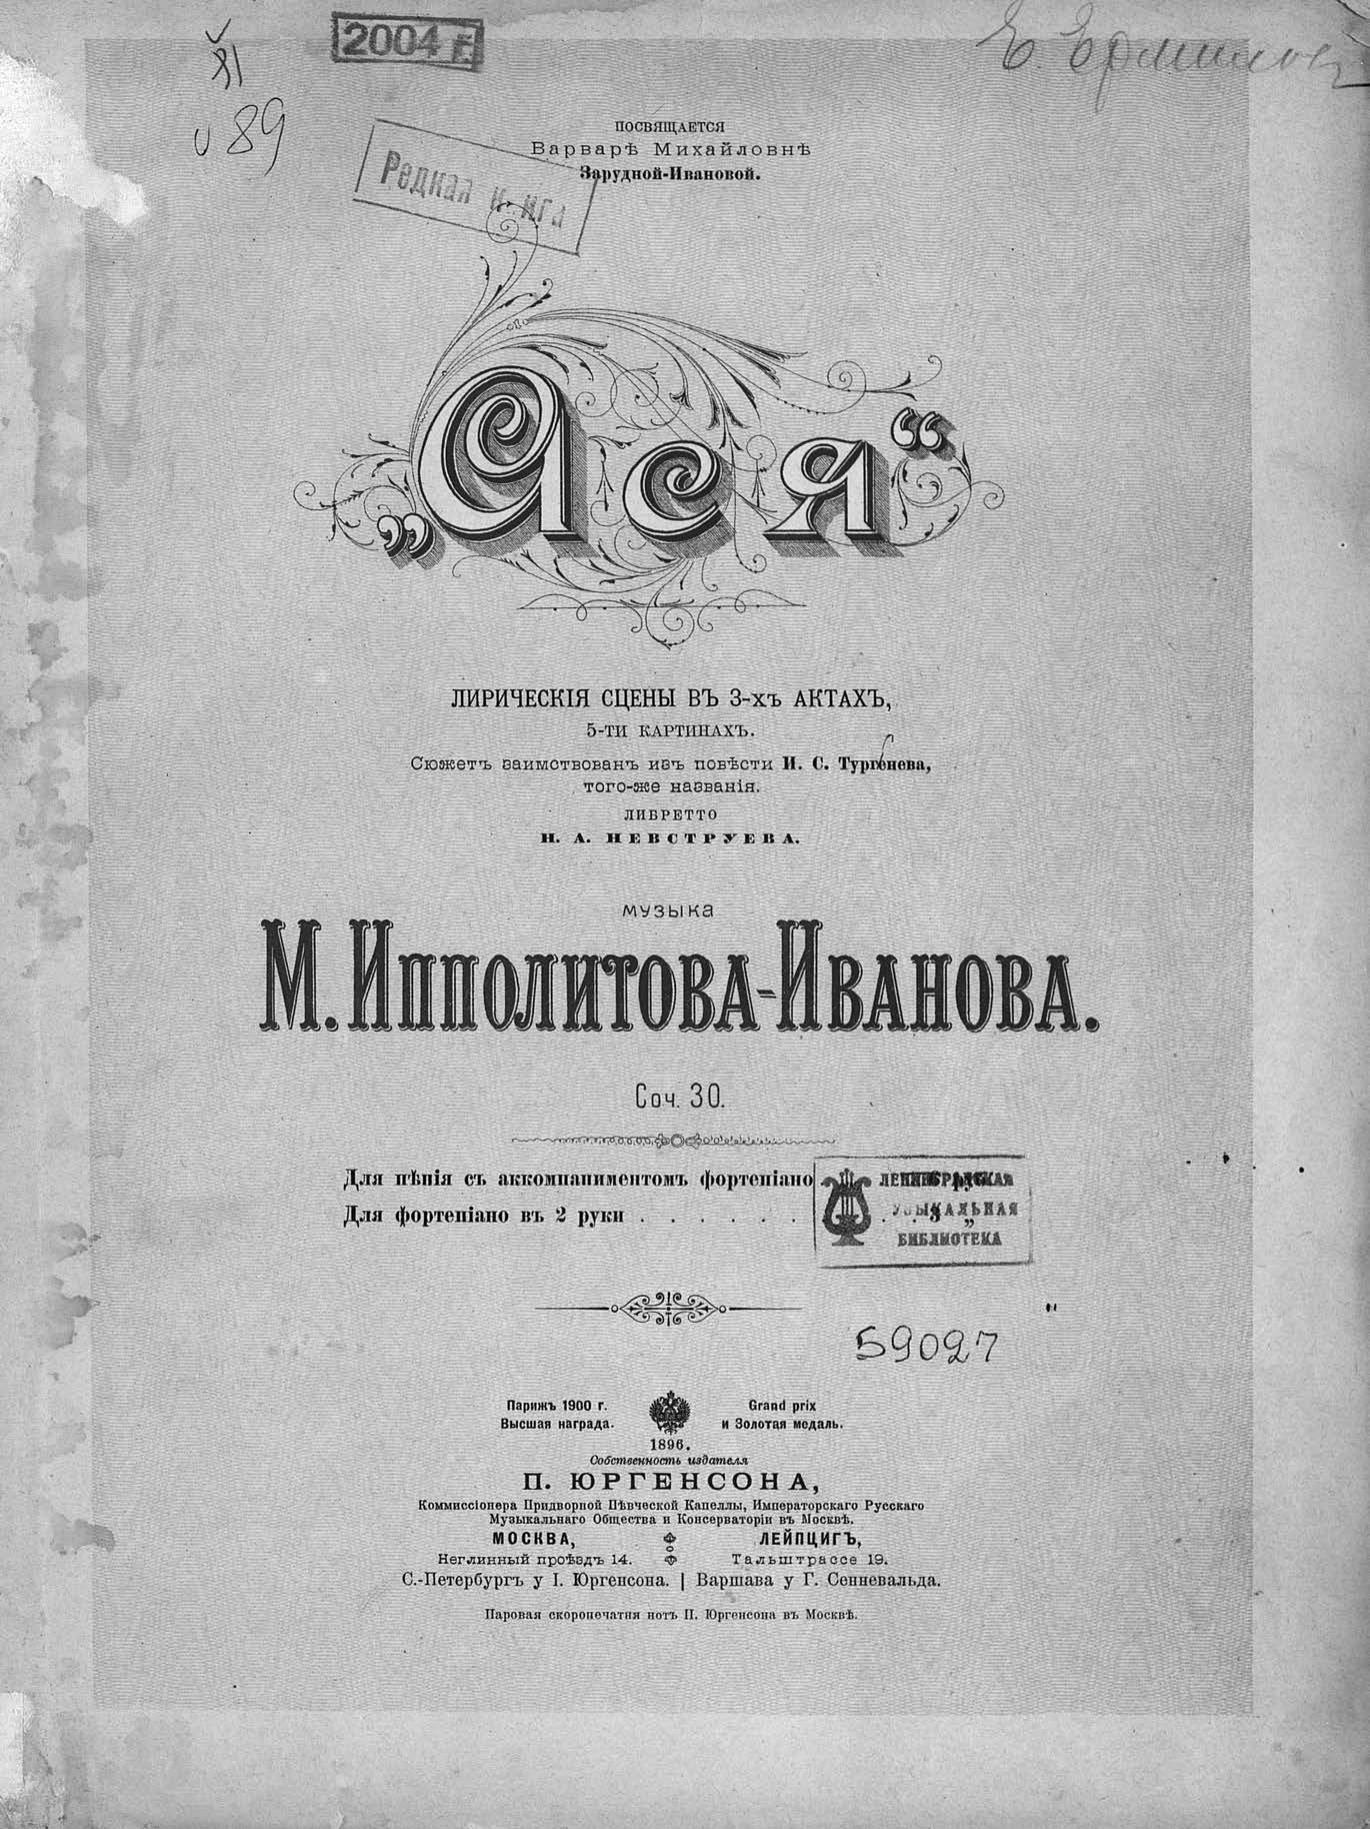 2004 г.
Е. Ермилов
XI
и 89
ПОСВЯЩАЕТСЯ
Варварѣ Михайловнѣ
Зарудной-Ивановой.
Редкая книга
„Ася“
ЛИРИЧЕСКІЯ СЦЕНЫ ВЪ 3-ХЪ АКТАХЪ,
5-ТИ КАРТИНАХЪ.
Сюжетъ заимствованъ изъ повѣсти И. С. Тургенева,
того-же названія.
ЛИБРЕТТО
Н. А. НЕВСТРУЕВА.
МУЗЫКА
М. ИППОЛИТОВА-ИВАНОВА.
Соч. 30.
Для пѣнія съ аккомпаниментомъ фортепіано
Для фортепіано въ 2 руки . . . . . . . . 3 „
ЛЕНИНГРАДСКАЯ
МУЗЫКАЛЬНАЯ
БИБЛИОТЕКА
59027
Парижъ 1900 г. Grand prix
Высшая награда. и Золотая медаль.
1896.
Собственность издателя
П. ЮРГЕНСОНА,
Коммиссіонера Придворной Пѣвческой Капеллы, Императорскаго Русскаго
Музыкальнаго Общества и Консерваторіи въ Москвѣ.
МОСКВА, ЛЕЙПЦИГЪ,
Неглинный проѣздъ 14. Тальштрассе 19.
С.-Петербургъ у І. Юргенсона. | Варшава у Г. Сенневальда.
Паровая скоропечатня нотъ П. Юргенсона въ Москвѣ.